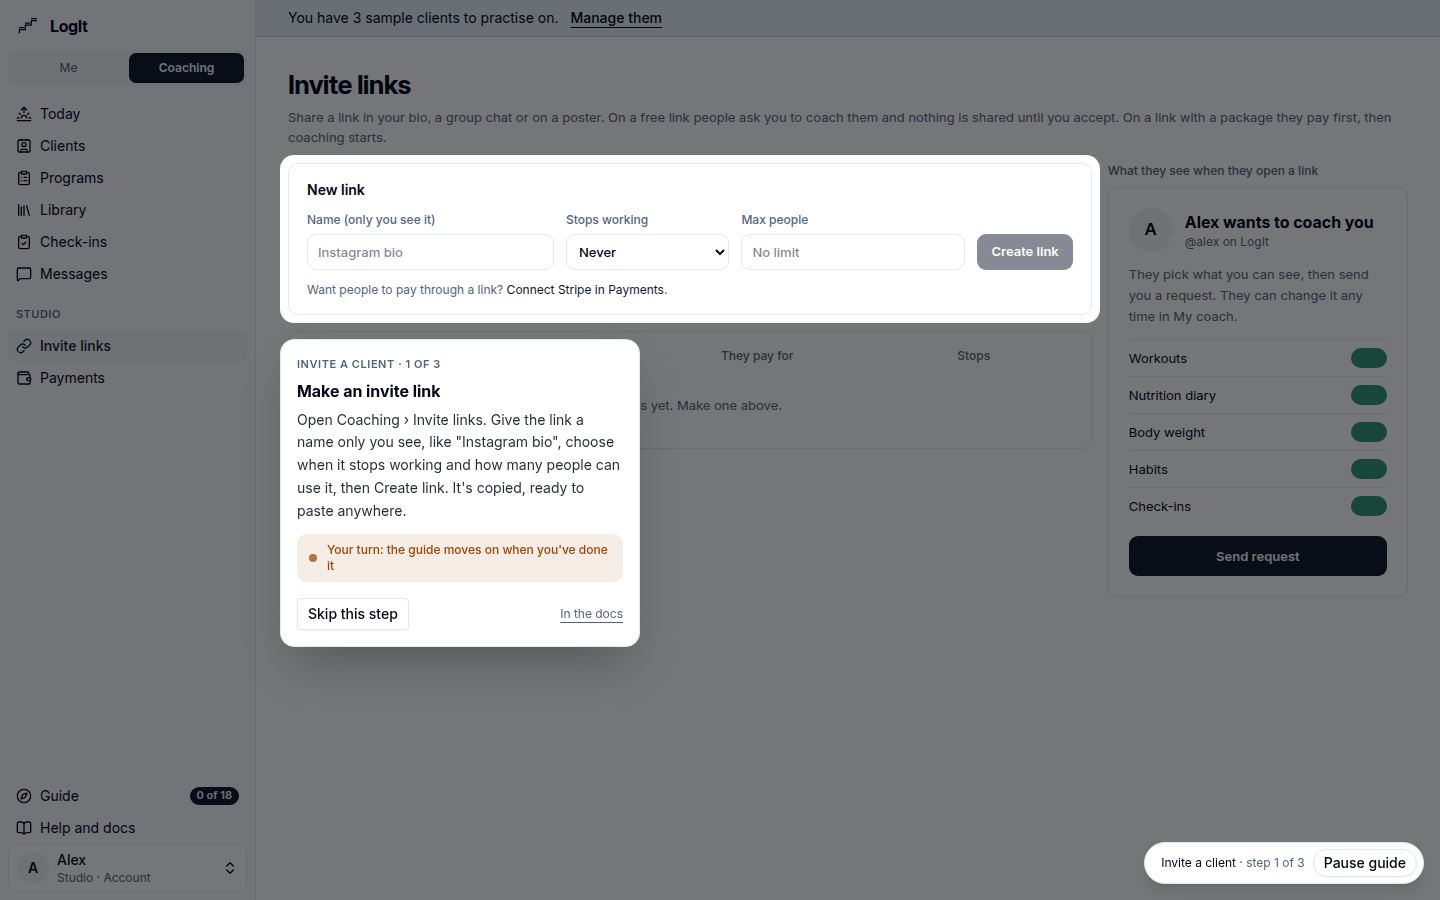 LogIt
Me
Coaching
Today
Clients
Programs
Library
Check-ins
Messages
STUDIO
Invite links
Payments
Guide
0 of 18
Help and docs
A
Alex
Studio · Account
You have 3 sample clients to practise on. Manage them
Invite links
Share a link in your bio, a group chat or on a poster. On a free link people ask you to coach them and nothing is shared until you accept. On a link with a package they pay first, then
coaching starts.
New link
Name (only you see it)
Stops working
Max people
Instagram bio
Never
No limit
Create link
Want people to pay through a link? Connect Stripe in Payments.
They pay for
Stops
s yet. Make one above.
INVITE A CLIENT · 1 OF 3
Make an invite link
Open Coaching › Invite links. Give the link a
name only you see, like "Instagram bio", choose
when it stops working and how many people can
use it, then Create link. It's copied, ready to
paste anywhere.
Your turn: the guide moves on when you've done
it
Skip this step
In the docs
What they see when they open a link
A
Alex wants to coach you
@alex on LogIt
They pick what you can see, then send
you a request. They can change it any
time in My coach.
Workouts
Nutrition diary
Body weight
Habits
Check-ins
Send request
Invite a client · step 1 of 3
Pause guide